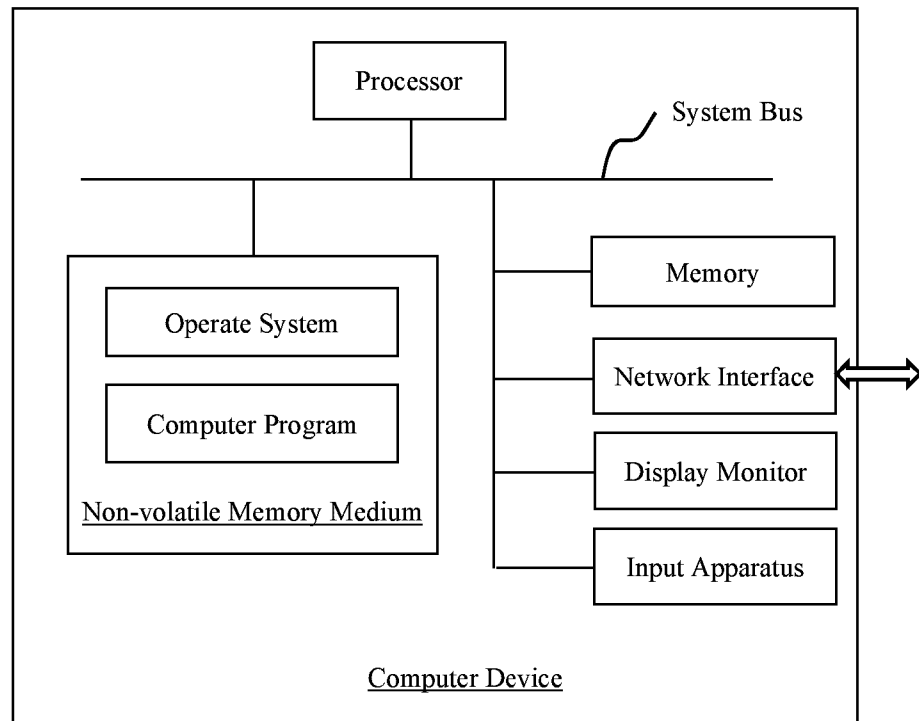 Processor
System Bus
Memory
Operate System
Network Interface
Computer Program
Display Monitor
Non-volatile Memory Medium
Input Apparatus
Computer Device